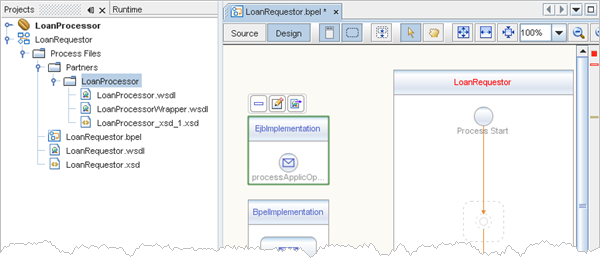 Projects
Runtime
LoanProcessor
LoanRequestor
Process Files
Partners
LoanProcessor
LoanProcessor.wsdl
LoanProcessorWrapper.wsdl
LoanProcessor_xsd_1.xsd
LoanRequestor.bpel
LoanRequestor.wsdl
LoanRequestor.xsd
LoanRequestor.bpel *
Source
Design
100%
EjbImplementation
processApplicOp...
BpelImplementation
LoanRequestor
Process Start